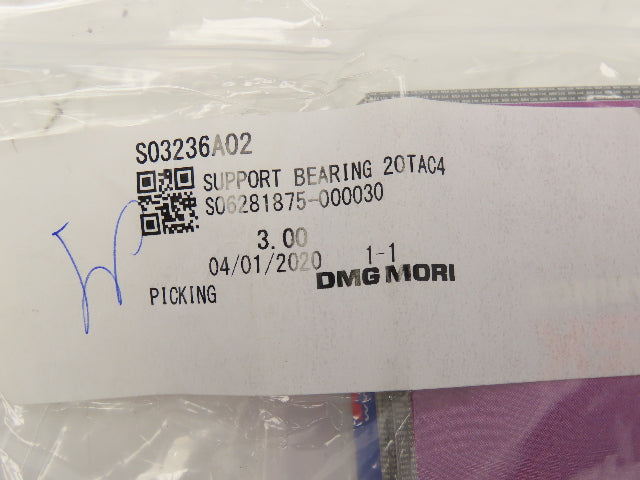 S03236A02
SUPPORT BEARING 20TAC4
S06281875-000030
3.00
04/01/2020 1-1
PICKING DMG MORI